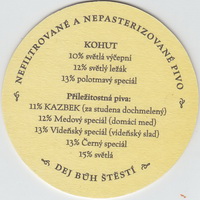 NEFILTROVANÉ A NEPASTERIZOVANÉ PIVO
KOHUT
10% světlá výčepní
12% světlý ležák
13% polotmavý speciál
Příležitostná piva:
11% KAZBEK (za studena dochmelený)
12% Medový speciál (domácí med)
13% Vídeňský speciál (vídeňský slad)
13% Černý speciál
15% světlá
DEJ BŮH ŠTĚSTÍ